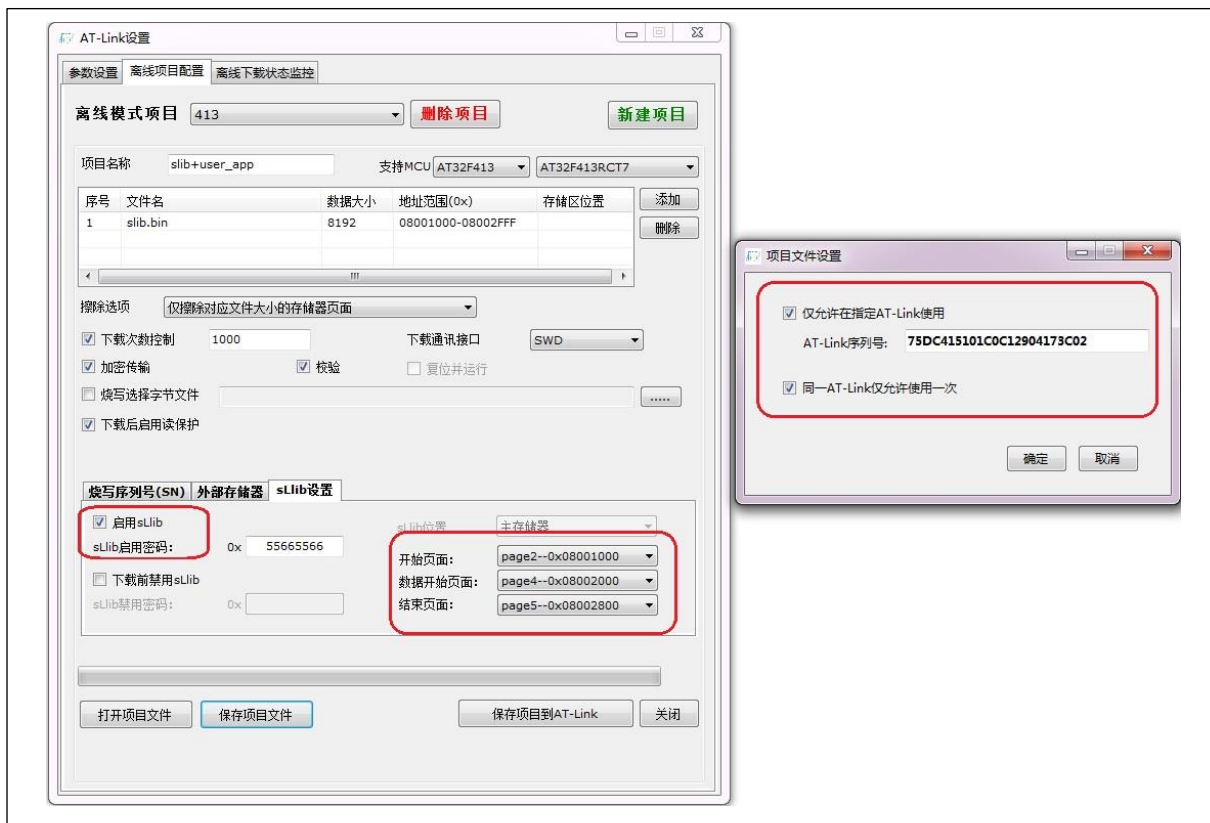 AT-Link设置
参数设置 离线项目配置 离线下载状态监控
离线模式项目 413 删除项目 新建项目
项目名称 slib+user_app 支持MCU AT32F413 AT32F413RCT7
序号 文件名 数据大小 地址范围(0x) 存储区位置 添加
1 slib.bin 8192 08001000-08002FFF 删除
擦除选项 仅擦除对应文件大小的存储器页面
下载次数控制 1000 下载通讯接口 SWD
加密传输 校验 复位并运行
烧写选择字节文件 .....
下载后启用读保护
烧写序列号(SN) 外部存储器 sLlib设置
启用sLlib sLlib位置 主存储器
sLlib启用密码: 0x 55665566 开始页面: page2--0x08001000
下载前禁用sLlib 数据开始页面: page4--0x08002000
sLlib禁用密码: 0x 结束页面: page5--0x08002800
打开项目文件 保存项目文件 保存项目到AT-Link 关闭
项目文件设置
仅允许在指定AT-Link使用
AT-Link序列号: 75DC415101C0C12904173C02
同一AT-Link仅允许使用一次
确定 取消